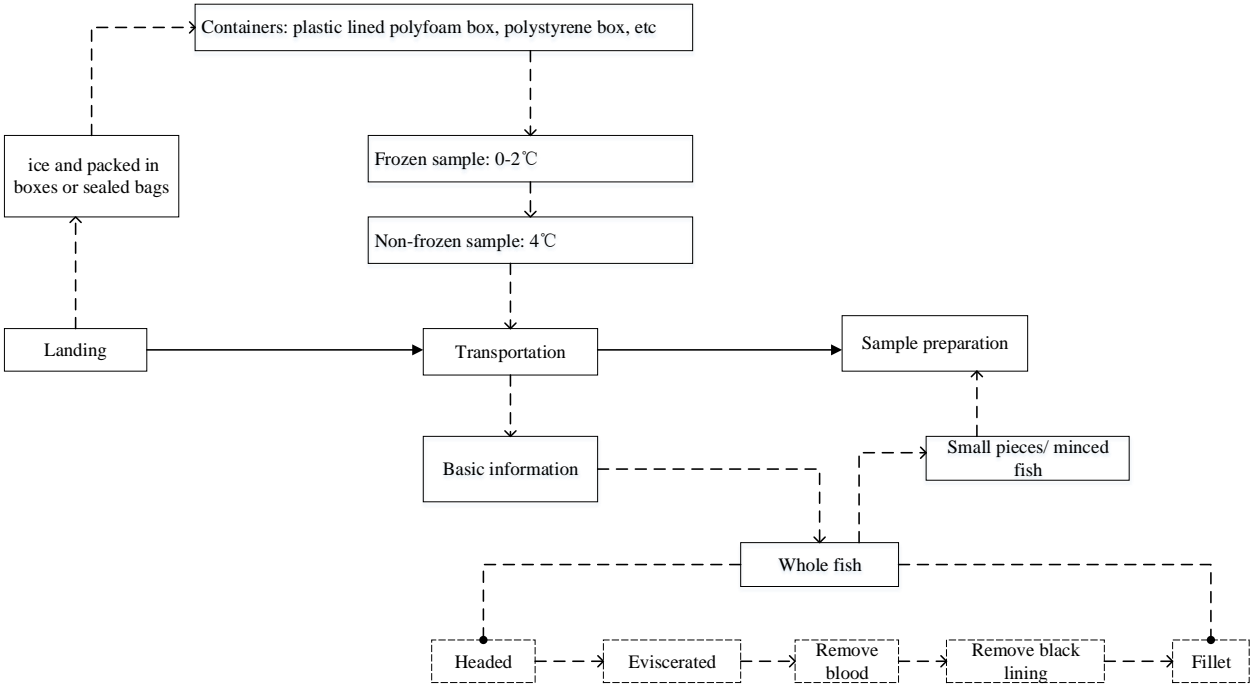 Containers: plastic lined polyfoam box, polystyrene box, etc
ice and packed in
boxes or sealed bags
Frozen sample: 0-2℃
Non-frozen sample: 4℃
Landing
Transportation
Sample preparation
Basic information
Small pieces/ minced
fish
Whole fish
Headed
Eviscerated
Remove
blood
Remove black
lining
Fillet